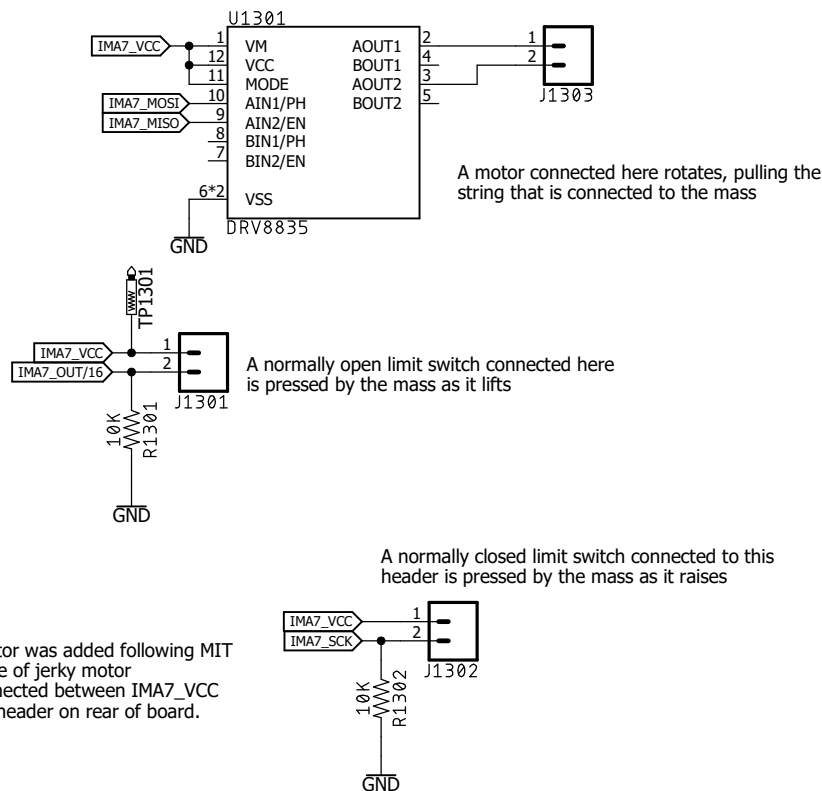 U1301
IMA7_VCC
1 VM AOUT1 2 1
12 VCC BOUT1 4 2
11 MODE AOUT2 3
IMA7_MOSI 10 AIN1/PH BOUT2 5 J1303
IMA7_MISO 9 AIN2/EN
8 BIN1/PH
7 BIN2/EN
6*2 VSS
DRV8835
GND
A motor connected here rotates, pulling the
string that is connected to the mass
TP1301
IMA7_VCC 1
IMA7_OUT/16 2
J1301
10K
R1301
GND
A normally open limit switch connected here
is pressed by the mass as it lifts
A normally closed limit switch connected to this
header is pressed by the mass as it raises
IMA7_VCC 1
IMA7_SCK 2
J1302
10K
R1302
GND
tor was added following MIT
e of jerky motor
nected between IMA7_VCC
header on rear of board.